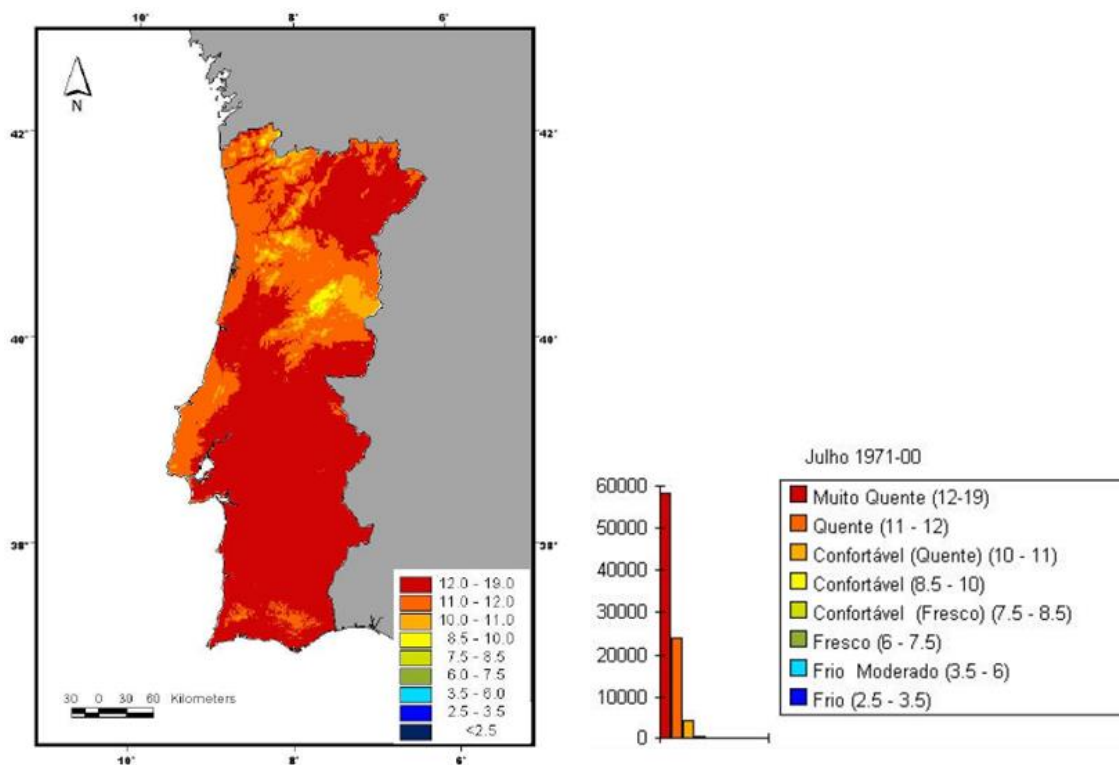 10° 8° 6°
N
42° 42°
40° 40°
38° 38°
12.0 - 19.0
11.0 - 12.0
10.0 - 11.0
8.5 - 10.0
7.5 - 8.5
6.0 - 7.5
3.5 - 6.0
2.5 - 3.5
<2.5
30 0 30 60 Kilometers
10° 8° 6°
Julho 1971-00
60000
50000
40000
30000
20000
10000
0
Muito Quente (12-19)
Quente (11 - 12)
Confortável (Quente) (10 - 11)
Confortável (8.5 - 10)
Confortável (Fresco) (7.5 - 8.5)
Fresco (6 - 7.5)
Frio Moderado (3.5 - 6)
Frio (2.5 - 3.5)